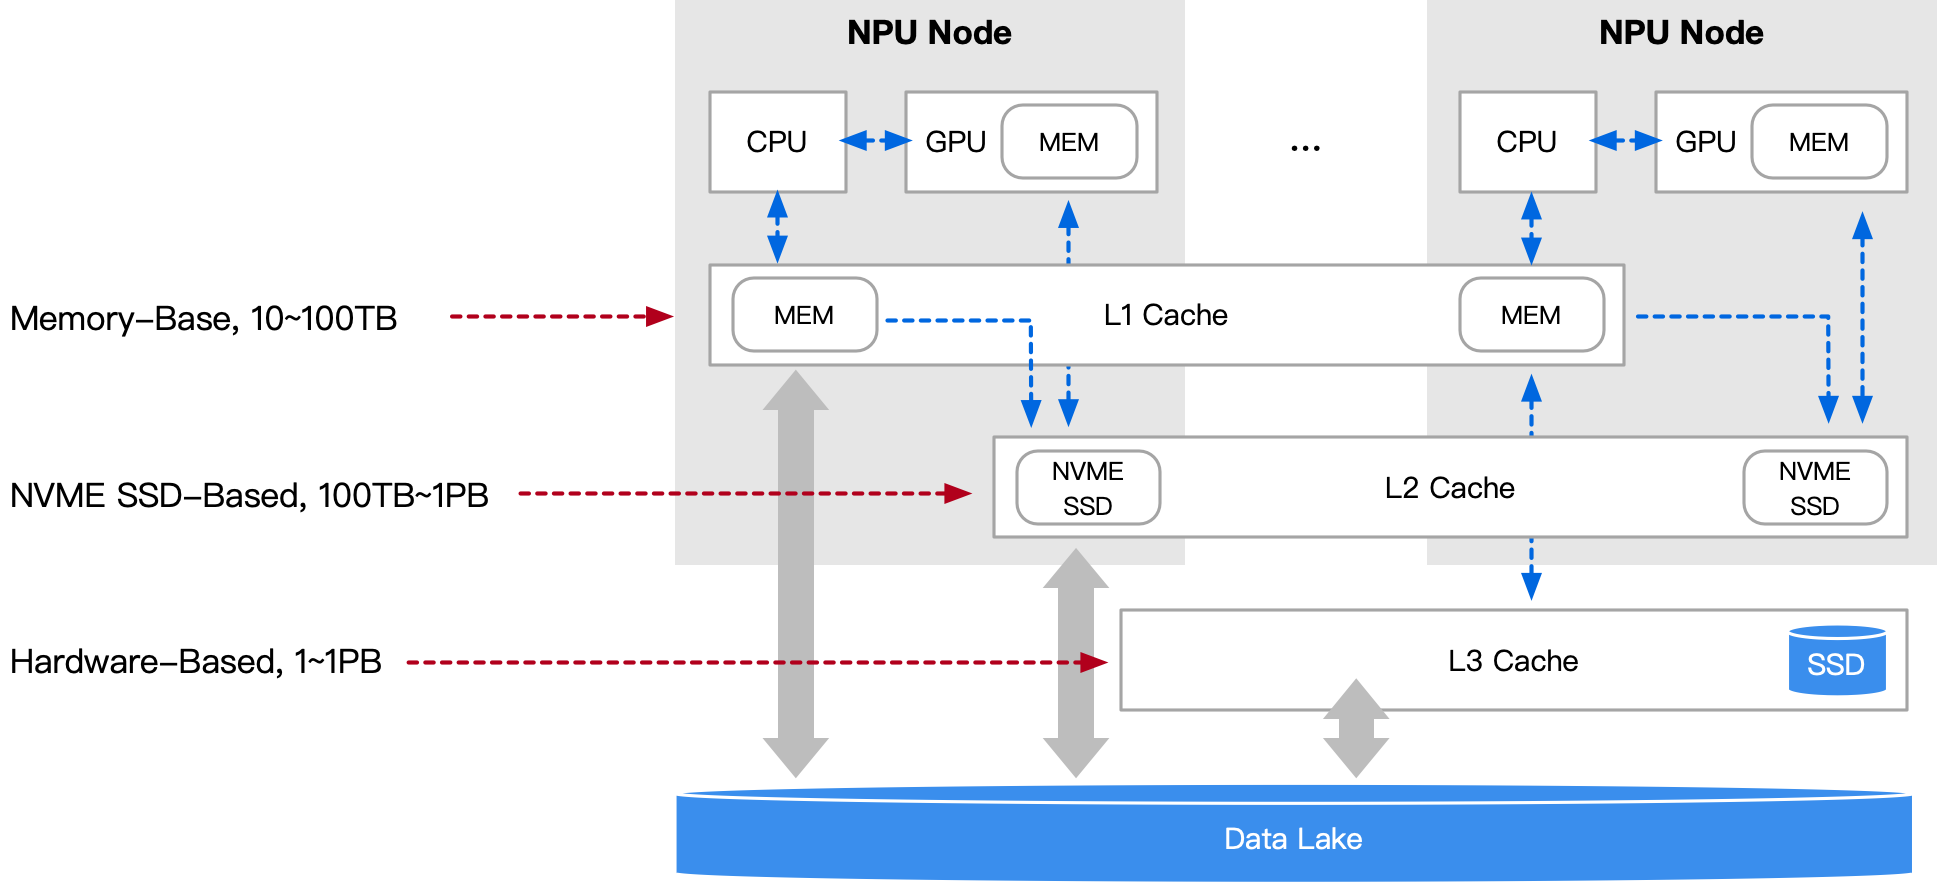 NPU Node
NPU Node
CPU
GPU
MEM
...
CPU
GPU
MEM
Memory-Base, 10~100TB
MEM
L1 Cache
MEM
NVME SSD-Based, 100TB~1PB
NVME
SSD
L2 Cache
NVME
SSD
Hardware-Based, 1~1PB
L3 Cache
SSD
Data Lake